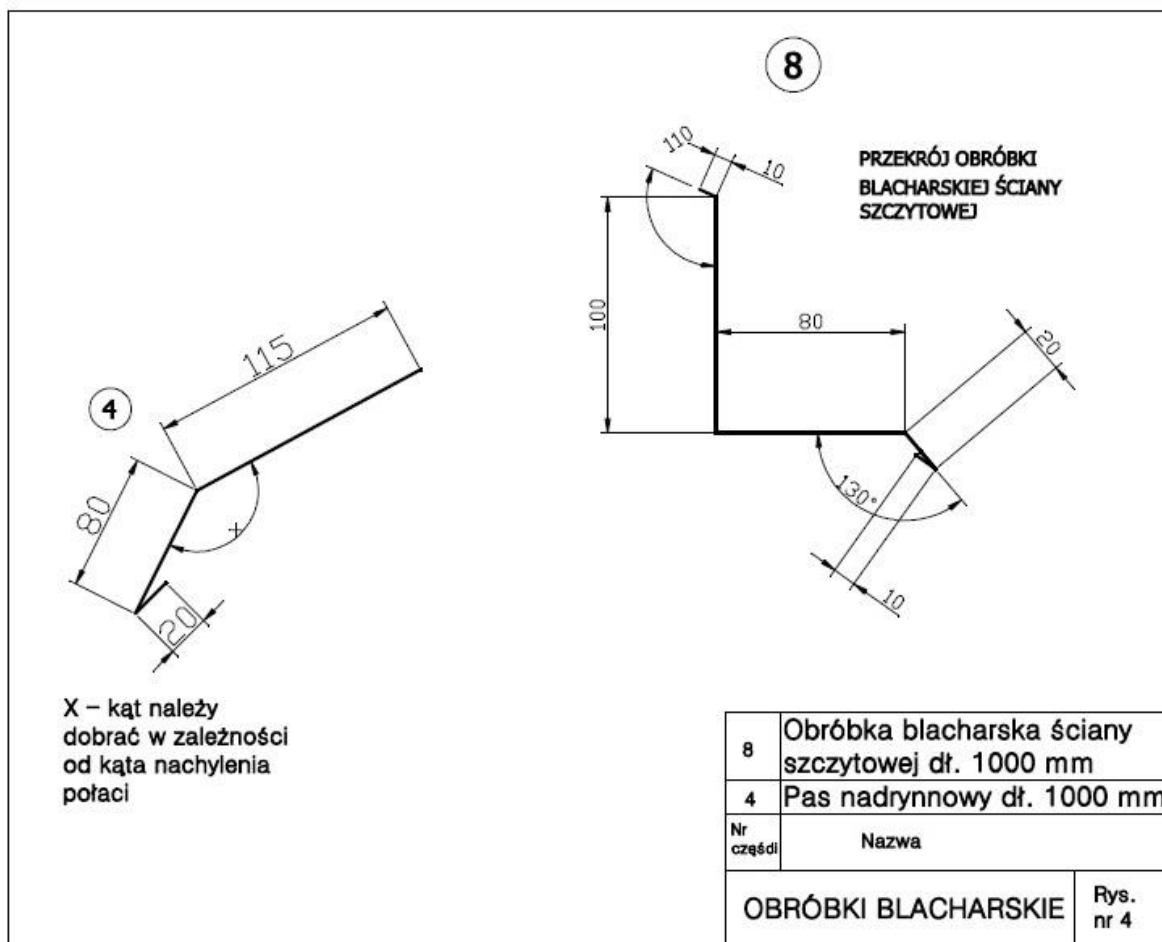 8
110
10
PRZEKRÓJ OBRÓBKI
BLACHARSKIEJ ŚCIANY
SZCZYTOWEJ
100
80
20
130°
10
115
4
80
X
20
X – kąt należy
dobrać w zależności
od kąta nachylenia
połaci
8 Obróbka blacharska ściany
szczytowej dł. 1000 mm
4 Pas nadrynnowy dł. 1000 mm
Nr
częśdi
Nazwa
OBRÓBKI BLACHARSKIE
Rys.
nr 4